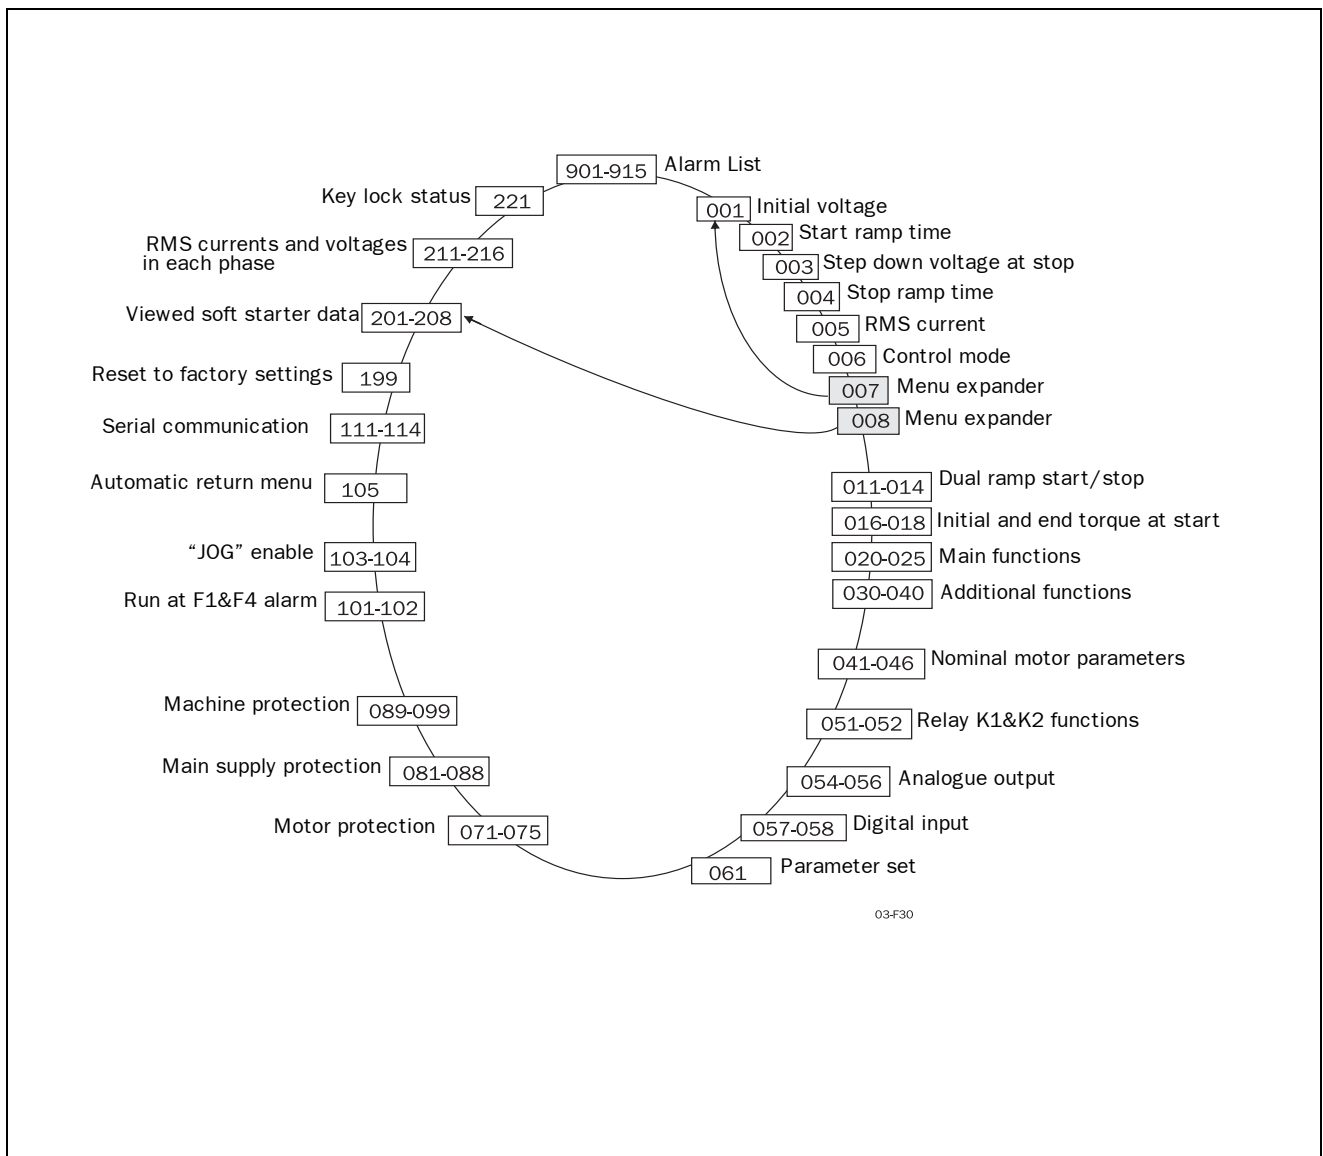 901-915 Alarm List
Key lock status 221
001 Initial voltage
RMS currents and voltages
in each phase
211-216
002 Start ramp time
003 Step down voltage at stop
004 Stop ramp time
Viewed soft starter data 201-208
005 RMS current
006 Control mode
Reset to factory settings 199
007 Menu expander
008 Menu expander
Serial communication 111-114
Automatic return menu 105
011-014 Dual ramp start/stop
016-018 Initial and end torque at start
“JOG” enable 103-104
020-025 Main functions
Run at F1&F4 alarm 101-102
030-040 Additional functions
041-046 Nominal motor parameters
Machine protection 089-099
051-052 Relay K1&K2 functions
Main supply protection 081-088
054-056 Analogue output
Motor protection 071-075
057-058 Digital input
061 Parameter set
03-F30